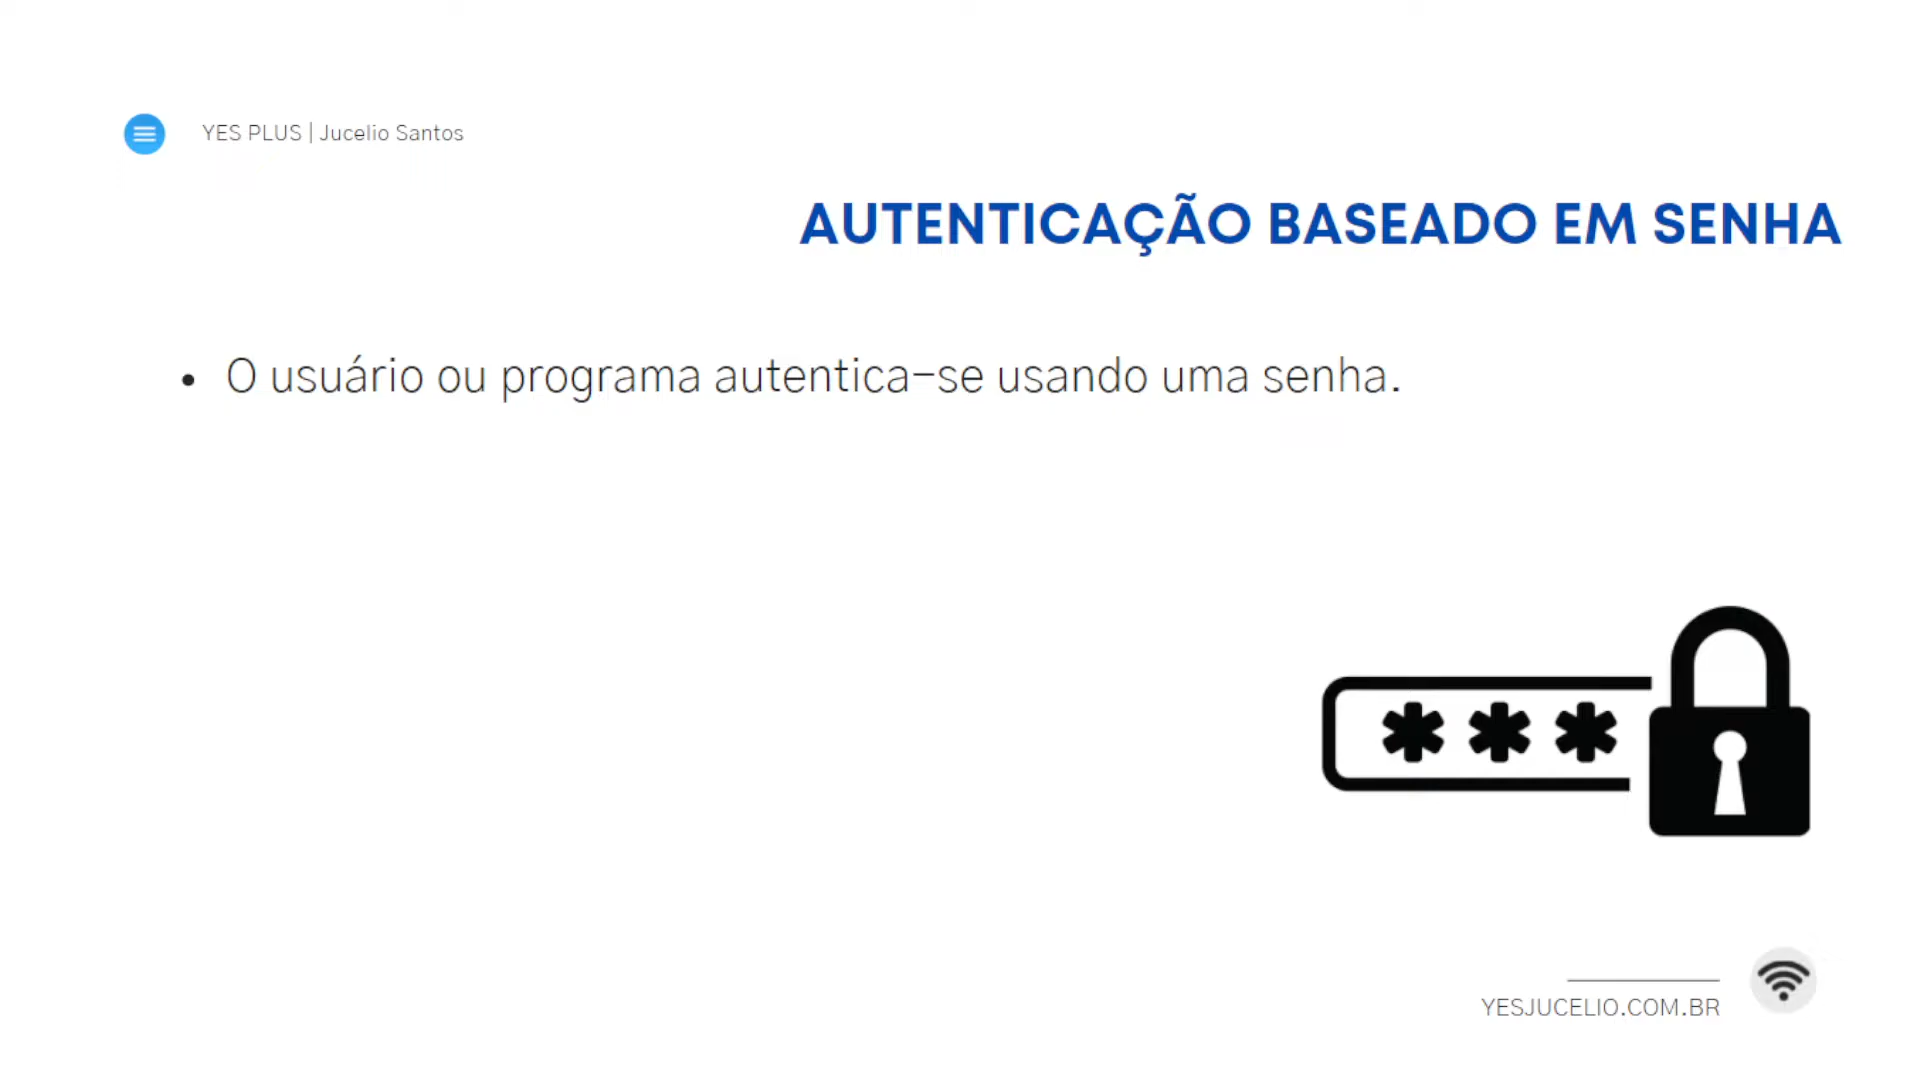 YES PLUS | Jucelio Santos
AUTENTICAÇÃO BASEADO EM SENHA
• O usuário ou programa autentica-se usando uma senha.
***
YESJUCELIO.COM.BR